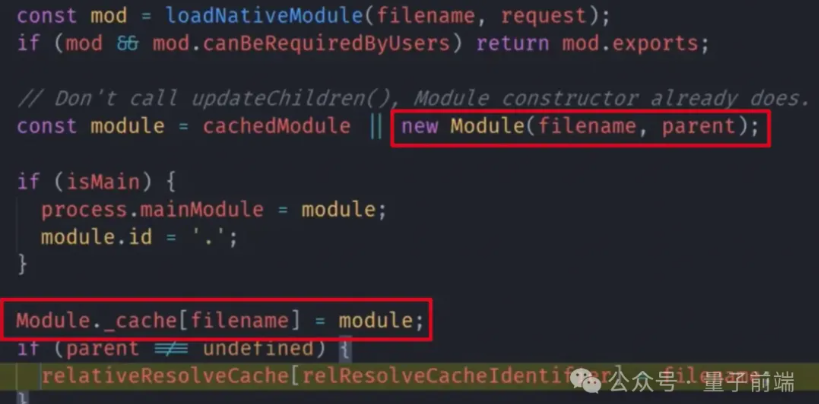 const mod = loadNativeModule(filename, request);
if (mod && mod.canBeRequiredByUsers) return mod.exports;
// Don't call updateChildren(), Module constructor already does.
const module = cachedModule || new Module(filename, parent);
if (isMain) {
process.mainModule = module;
module.id = '.';
}
Module._cache[filename] = module;
if (parent !== undefined) {
relativeResolveCache[relResolveCacheIdentifier] = filename;
}
公众号 · 量子前端